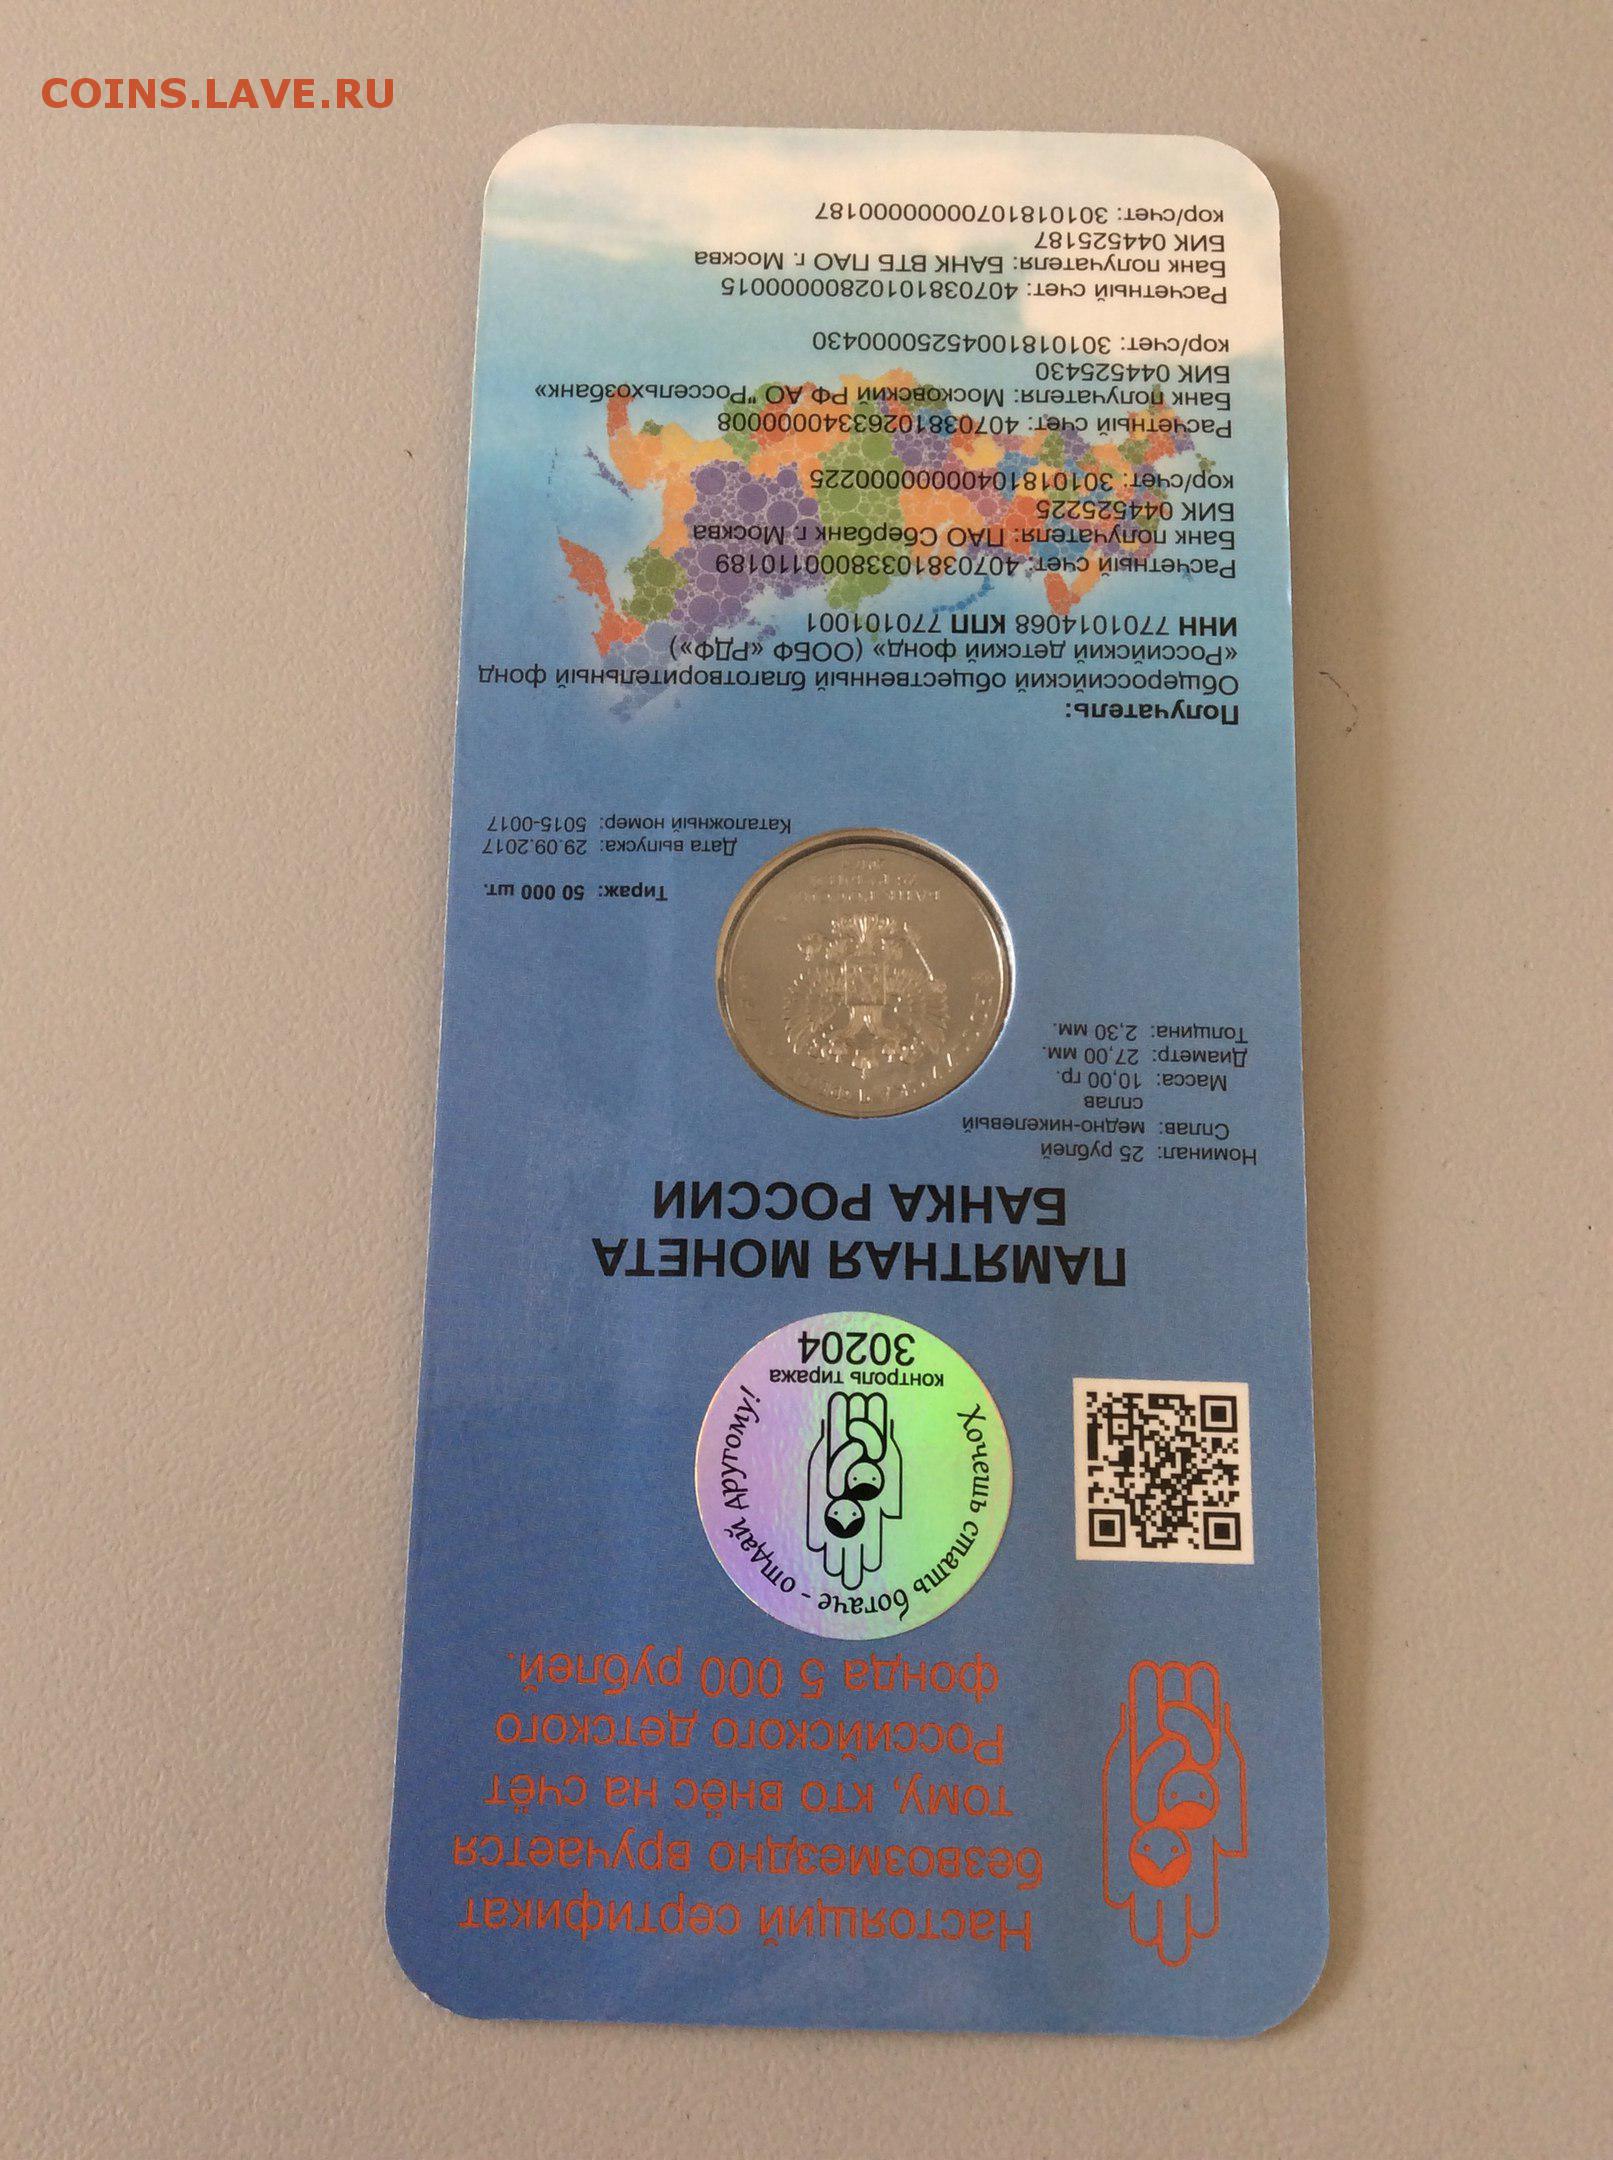 COINS.LAVE.RU
Настоящий сертификат
безвозмездно вручается
тому, кто внёс на счёт
Российского детского
фонда 5 000 рублей.
Хочешь стать богаче - отдай другому!
контроль тиража
30204
ПАМЯТНАЯ МОНЕТА
БАНКА РОССИИ
Номинал: 25 рублей
Сплав: медно-никелевый
сплав
Масса: 10,00 гр.
Диаметр: 27,00 мм.
Толщина: 2,30 мм.
Тираж: 50 000 шт.
Дата выпуска: 29.09.2017
Каталожный номер: 5015-0017
Получатель:
Общероссийский общественный благотворительный фонд
«Российский детский фонд» (ООБФ «РДФ»)
ИНН 7701014068 КПП 770101001
Расчетный счет: 40703810338000110189
Банк получателя: ПАО Сбербанк г. Москва
БИК 044525225
кор/счет: 30101810400000000225
Расчетный счет: 40703810263340000008
Банк получателя: Московский РФ АО "Россельхозбанк»
БИК 044525430
кор/счет: 30101810045250000430
Расчетный счет: 40703810102800000015
Банк получателя: БАНК ВТБ ПАО г. Москва
БИК 044525187
кор/счет: 30101810700000000187